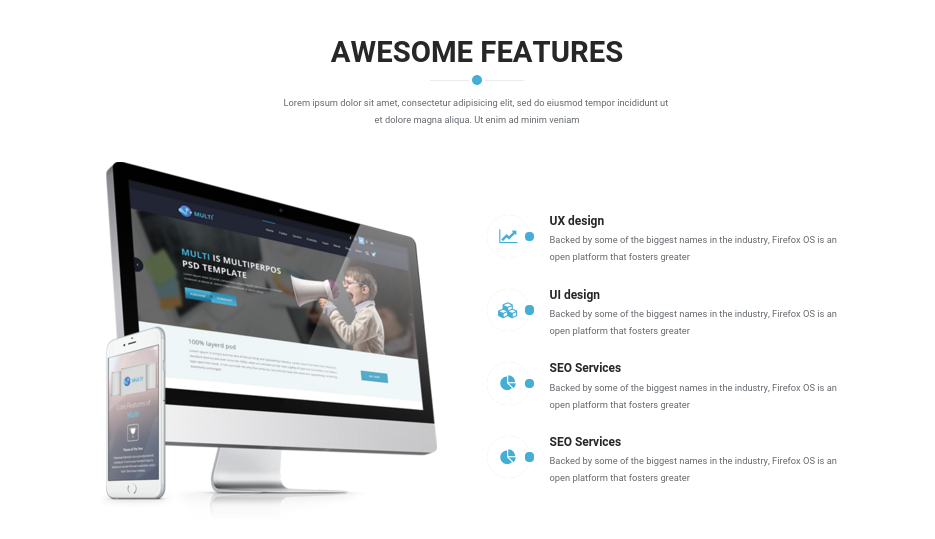 AWESOME FEATURES
Lorem ipsum dolor sit amet, consectetur adipisicing elit, sed do eiusmod tempor incididunt ut
et dolore magna aliqua. Ut enim ad minim veniam
MULTI
MULTI IS MULTIPERPOS
PSD TEMPLATE
100% layerd psd
MULTI
Core Features of
Multi
UX design
Backed by some of the biggest names in the industry, Firefox OS is an
open platform that fosters greater
UI design
Backed by some of the biggest names in the industry, Firefox OS is an
open platform that fosters greater
SEO Services
Backed by some of the biggest names in the industry, Firefox OS is an
open platform that fosters greater
SEO Services
Backed by some of the biggest names in the industry, Firefox OS is an
open platform that fosters greater